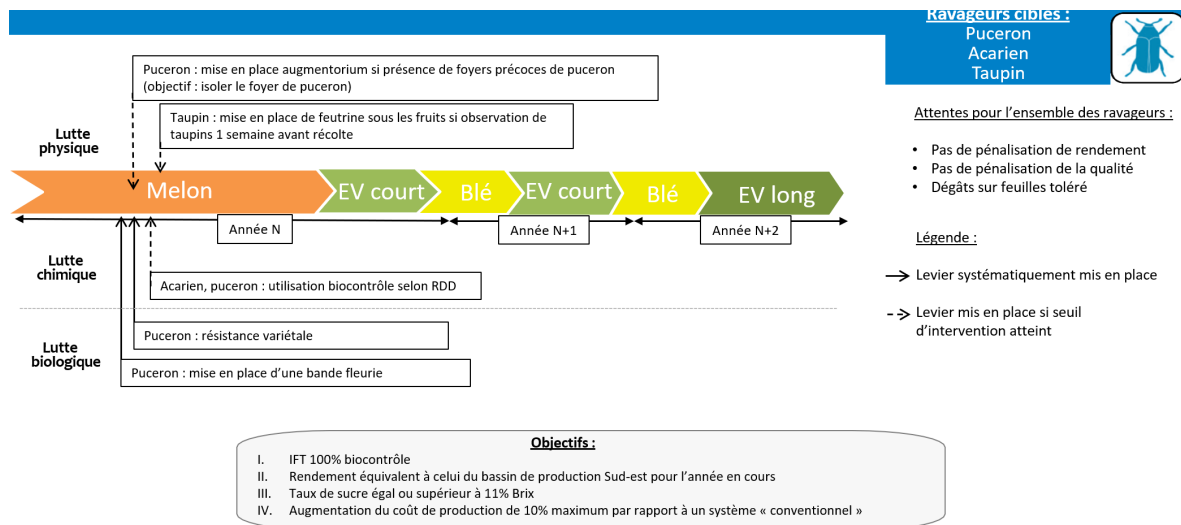 Ravageurs cibles :
Puceron
Acarien
Taupin
Puceron : mise en place augmentorium si présence de foyers précoces de puceron
(objectif : isoler le foyer de puceron)
Taupin : mise en place de feutrine sous les fruits si observation de
taupins 1 semaine avant récolte
Lutte
physique
Melon
EV court
Blé
EV court
Blé
EV long
Année N
Année N+1
Année N+2
Lutte
chimique
Acarien, puceron : utilisation biocontrôle selon RDD
Puceron : résistance variétale
Lutte
biologique
Puceron : mise en place d'une bande fleurie
Attentes pour l'ensemble des ravageurs :
• Pas de pénalisation de rendement
• Pas de pénalisation de la qualité
• Dégâts sur feuilles toléré
Légende :
Levier systématiquement mis en place
Levier mis en place si seuil
d'intervention atteint
Objectifs :
I. IFT 100% biocontrôle
II. Rendement équivalent à celui du bassin de production Sud-est pour l'année en cours
III. Taux de sucre égal ou supérieur à 11% Brix
IV. Augmentation du coût de production de 10% maximum par rapport à un système « conventionnel »